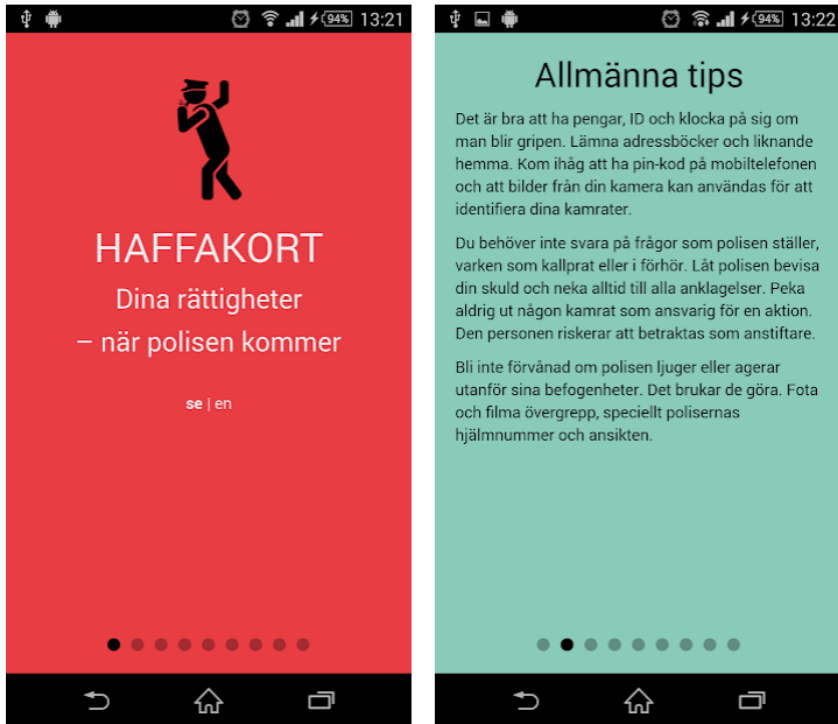 94% 13:21
HAFFAKORT
Dina rättigheter
– när polisen kommer
se | en
94% 13:22
Allmänna tips
Det är bra att ha pengar, ID och klocka på sig om
man blir gripen. Lämna adressböcker och liknande
hemma. Kom ihåg att ha pin-kod på mobiltelefonen
och att bilder från din kamera kan användas för att
identifiera dina kamrater.
Du behöver inte svara på frågor som polisen ställer,
varken som kallprat eller i förhör. Låt polisen bevisa
din skuld och neka alltid till alla anklagelser. Peka
aldrig ut någon kamrat som ansvarig för en aktion.
Den personen riskerar att betraktas som anstiftare.
Bli inte förvånad om polisen ljuger eller agerar
utanför sina befogenheter. Det brukar de göra. Fota
och filma övergrepp, speciellt polisernas
hjälmnummer och ansikten.